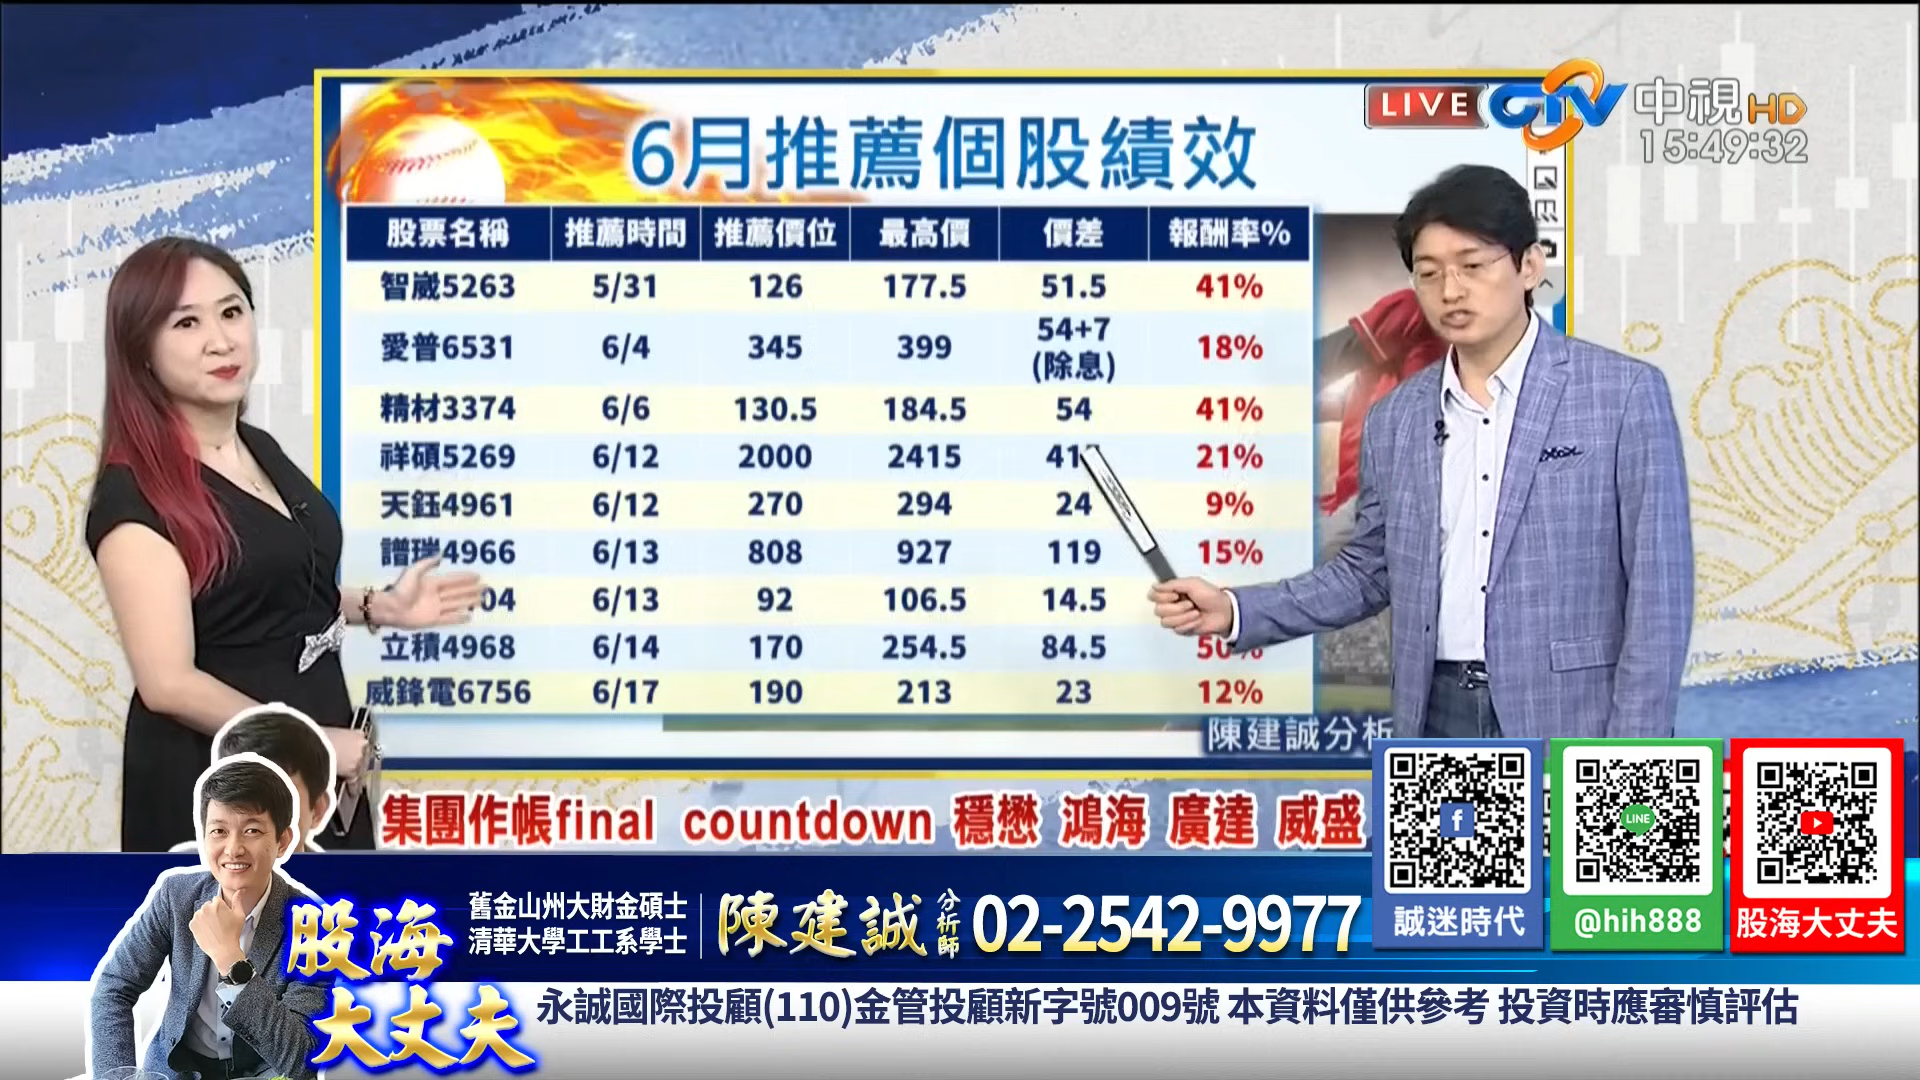 LIVE CTV 中視HD
15:49:32
6月推薦個股績效
股票名稱 推薦時間 推薦價位 最高價 價差 報酬率%
智崴5263 5/31 126 177.5 51.5 41%
愛普6531 6/4 345 399 54+7 (除息) 18%
精材3374 6/6 130.5 184.5 54 41%
祥碩5269 6/12 2000 2415 41 21%
天鈺4961 6/12 270 294 24 9%
譜瑞4966 6/13 808 927 119 15%
04 6/13 92 106.5 14.5
立積4968 6/14 170 254.5 84.5 50%
威鋒電6756 6/17 190 213 23 12%
陳建誠分析
集團作帳final countdown 穩懋 鴻海 廣達 威盛
股海大丈夫
舊金山州大財金碩士
清華大學工工系學士
陳建誠 分析師 02-2542-9977
誠迷時代
LINE
@hih888
股海大丈夫
永誠國際投顧(110)金管投顧新字號009號 本資料僅供參考 投資時應審慎評估